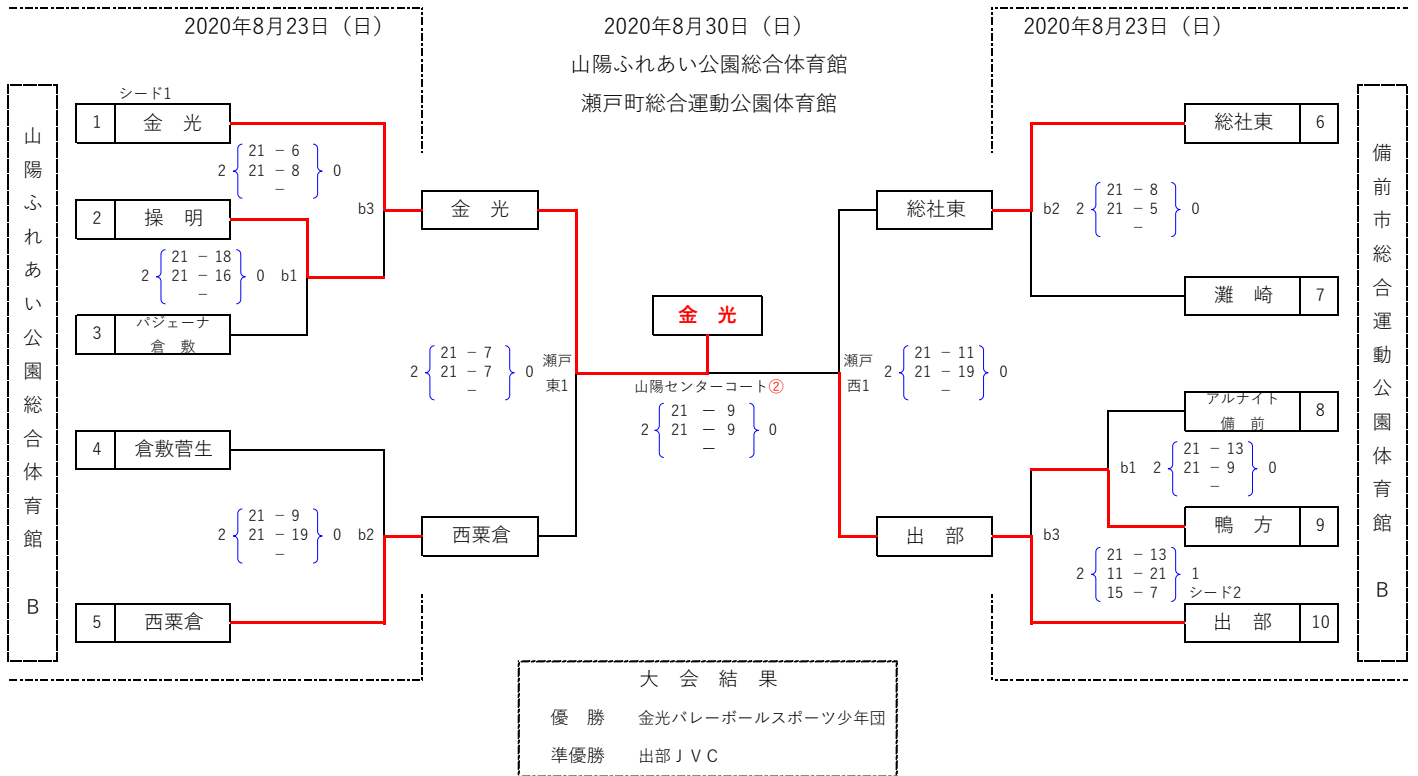 2020年8月23日（日）
2020年8月30日（日）
2020年8月23日（日）
山陽ふれあい公園総合体育館
瀬戸町総合運動公園体育館
山陽ふれあい公園総合体育館 B
シード1
1 金 光
21 － 6
2 21 － 8 0
－
b3
2 操 明
21 － 18
2 21 － 16 0 b1
－
3 パジェーナ
倉 敷
金 光
21 － 7
2 21 － 7 0
－
瀬戸
東1
4 倉敷菅生
21 － 9
2 21 － 19 0 b2
－
5 西粟倉
西粟倉
金 光
山陽センターコート②
21 － 9
2 21 － 9 0
－
総社東
瀬戸
西1
21 － 11
2 21 － 19 0
－
出 部
総社東 6
21 － 8
b2 2 21 － 5 0
－
灘 崎 7
アルナイト
備 前 8
21 － 13
b1 2 21 － 9 0
－
鴨 方 9
b3
21 － 13
2 11 － 21 1
15 － 7
シード2
出 部 10
備前市総合運動公園体育館 B
大 会 結 果
優 勝 金光バレーボールスポーツ少年団
準優勝 出部ＪＶＣ